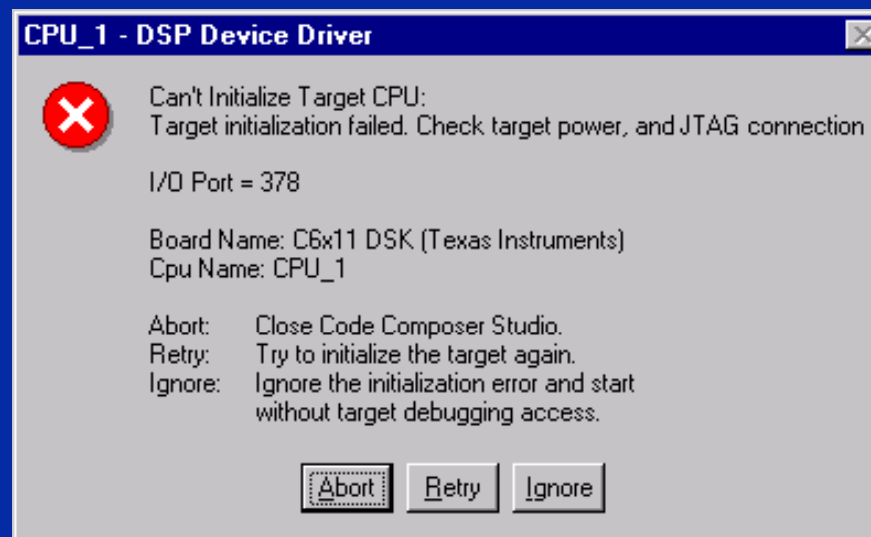 CPU_1 - DSP Device Driver
Can't Initialize Target CPU:
Target initialization failed. Check target power, and JTAG connection
I/O Port = 378
Board Name: C6x11 DSK (Texas Instruments)
Cpu Name: CPU_1
Abort: Close Code Composer Studio.
Retry: Try to initialize the target again.
Ignore: Ignore the initialization error and start
without target debugging access.
Abort Retry Ignore